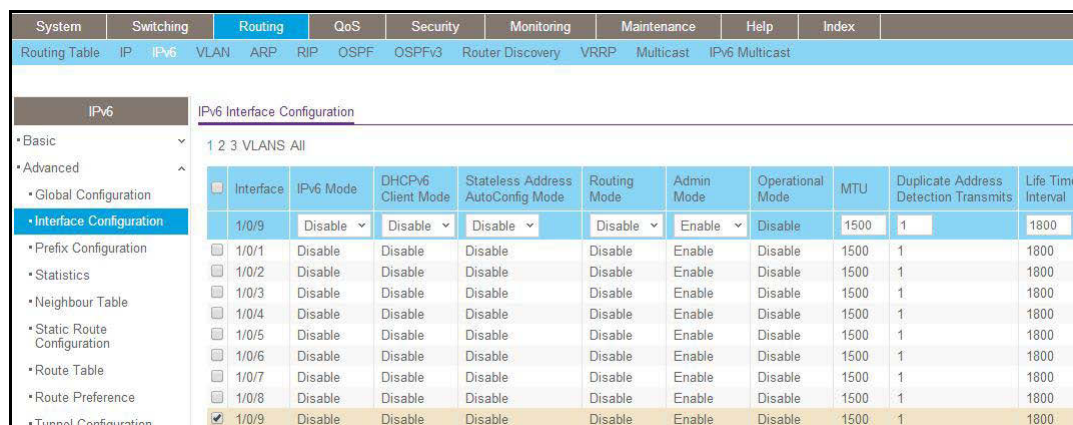 System Switching Routing QoS Security Monitoring Maintenance Help Index
Routing Table IP IPv6 VLAN ARP RIP OSPF OSPFv3 Router Discovery VRRP Multicast IPv6 Multicast
IPv6
Basic
Advanced
Global Configuration
Interface Configuration
Prefix Configuration
Statistics
Neighbour Table
Static Route
Configuration
Route Table
Route Preference
Tunnel Configuration
IPv6 Interface Configuration
1 2 3 VLANS All
Interface IPv6 Mode DHCPv6 Client Mode Stateless Address AutoConfig Mode Routing Mode Admin Mode Operational Mode MTU Duplicate Address Detection Transmits Life Time Interval
1/0/9 Disable Disable Disable Disable Enable Disable 1500 1 1800
1/0/1 Disable Disable Disable Disable Enable Disable 1500 1 1800
1/0/2 Disable Disable Disable Disable Enable Disable 1500 1 1800
1/0/3 Disable Disable Disable Disable Enable Disable 1500 1 1800
1/0/4 Disable Disable Disable Disable Enable Disable 1500 1 1800
1/0/5 Disable Disable Disable Disable Enable Disable 1500 1 1800
1/0/6 Disable Disable Disable Disable Enable Disable 1500 1 1800
1/0/7 Disable Disable Disable Disable Enable Disable 1500 1 1800
1/0/8 Disable Disable Disable Disable Enable Disable 1500 1 1800
1/0/9 Disable Disable Disable Disable Enable Disable 1500 1 1800